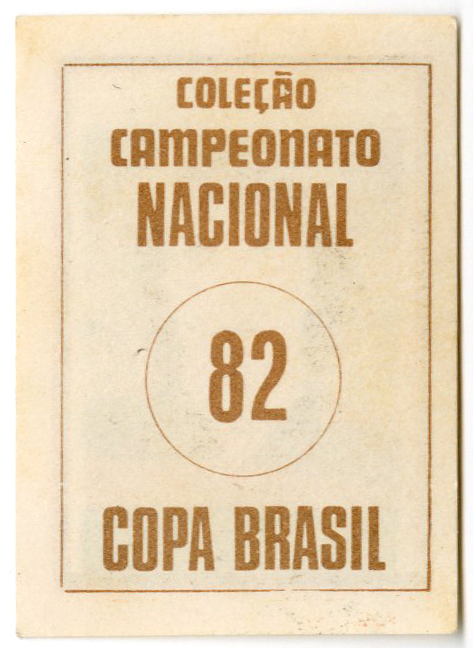 COLEÇÃO
CAMPEONATO
NACIONAL
82
COPA BRASIL